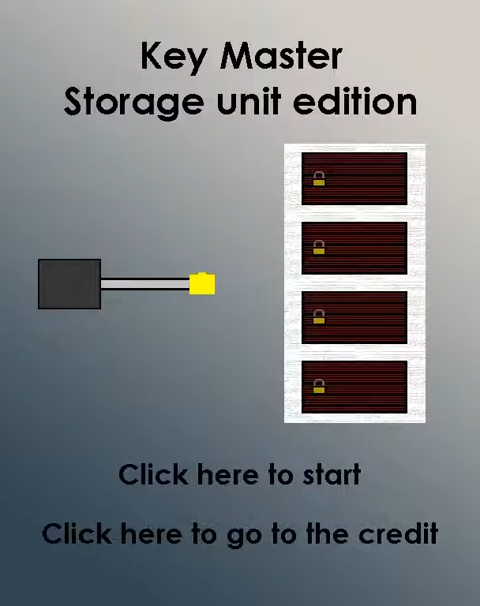 Key Master
Storage unit edition
Click here to start
Click here to go to the credit